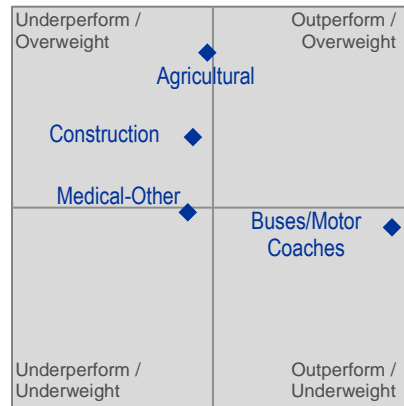 Underperform /
Overweight
Outperform /
Overweight
Agricultural
Construction
Medical-Other
Buses/Motor
Coaches
Underperform /
Underweight
Outperform /
Underweight